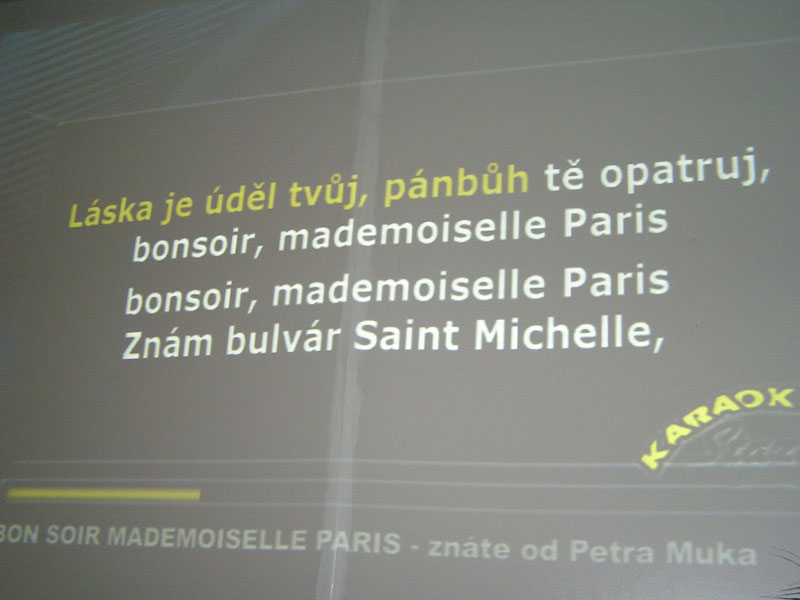 Láska je úděl tvůj, pánbůh tě opatruj,
bonsoir, mademoiselle Paris
bonsoir, mademoiselle Paris
Znám bulvár Saint Michelle,
KARAOK
BON SOIR MADEMOISELLE PARIS - znáte od Petra Muka